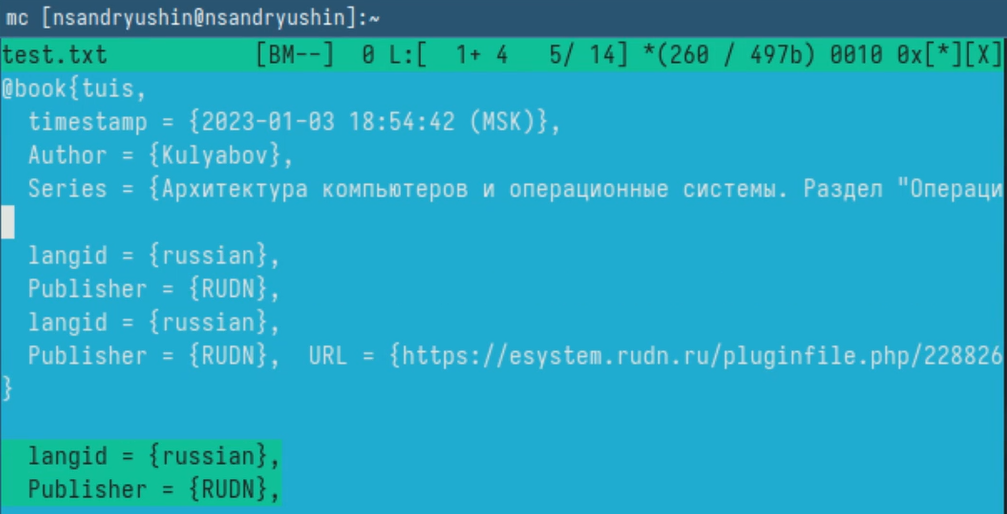 mc [nsandryushin@nsandryushin]:~
test.txt [BM--] 0 L:[ 1+ 4 5/ 14] *(260 / 497b) 0010 0x[*][X]
@book{tuis,
timestamp = {2023-01-03 18:54:42 (MSK)},
Author = {Kulyabov},
Series = {Архитектура компьютеров и операционные системы. Раздел "Операци
langid = {russian},
Publisher = {RUDN},
langid = {russian},
Publisher = {RUDN}, URL = {https://esystem.rudn.ru/pluginfile.php/228826
}
langid = {russian},
Publisher = {RUDN},